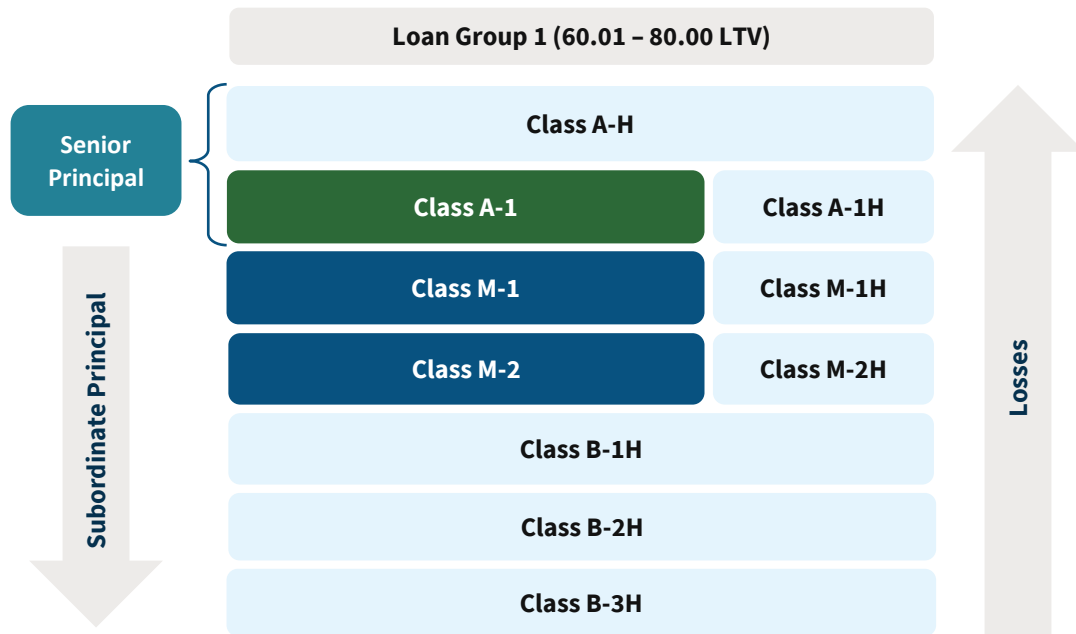 Loan Group 1 (60.01 – 80.00 LTV)
Class A-H
Senior
Principal
Class A-1
Class A-1H
Class M-1
Class M-1H
Class M-2
Class M-2H
Class B-1H
Class B-2H
Class B-3H
Subordinate Principal
Losses